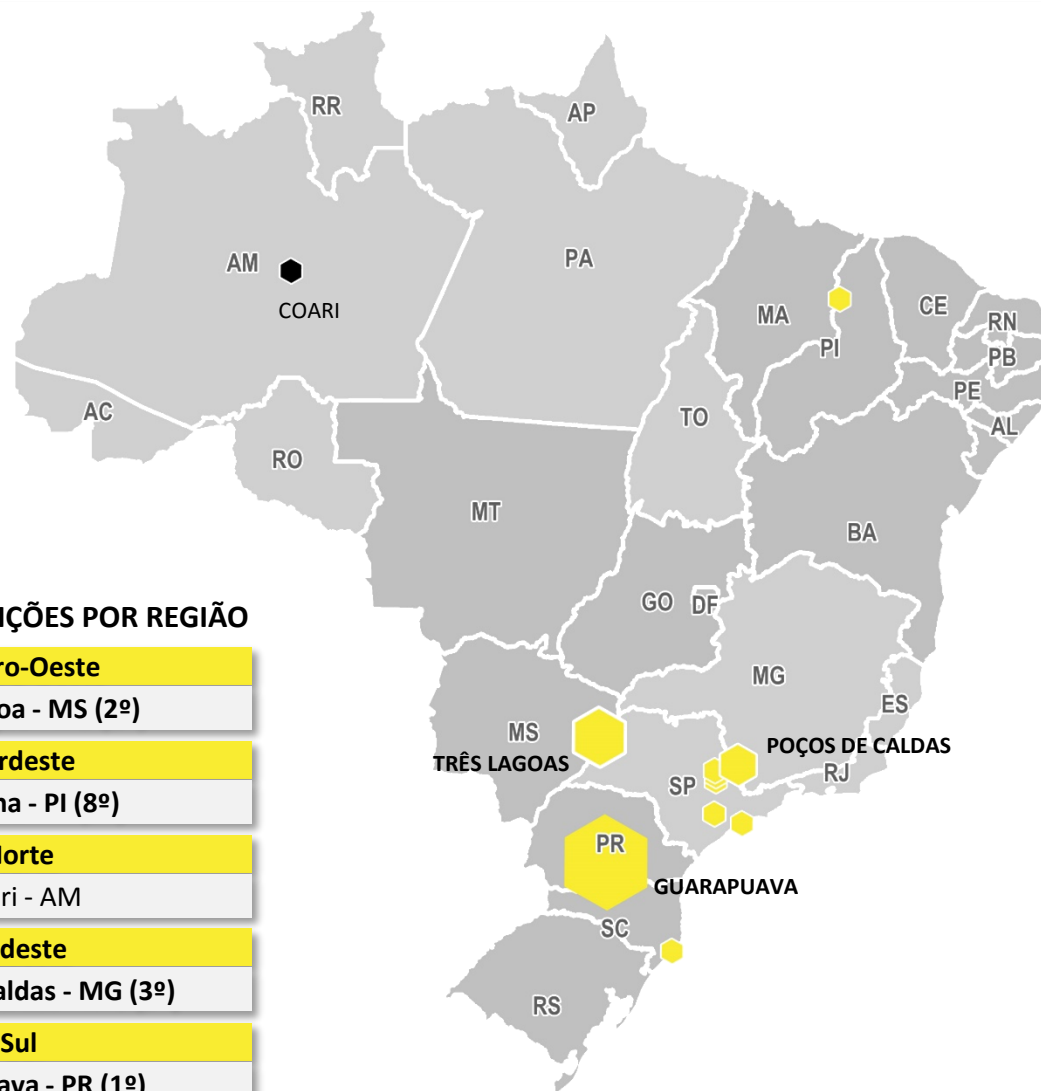 RR
AP
AM
COARI
PA
MA
CE
RN
PI
PB
PE
AL
AC
TO
RO
MT
BA
GO
DF
IÇÕES POR REGIÃO
ro-Oeste
oa - MS (2º)
rdeste
na - PI (8º)
orte
ri - AM
deste
aldas - MG (3º)
Sul
ava - PR (1º)
MG
ES
MS
TRÊS LAGOAS
POÇOS DE CALDAS
RJ
SP
PR
GUARAPUAVA
SC
RS